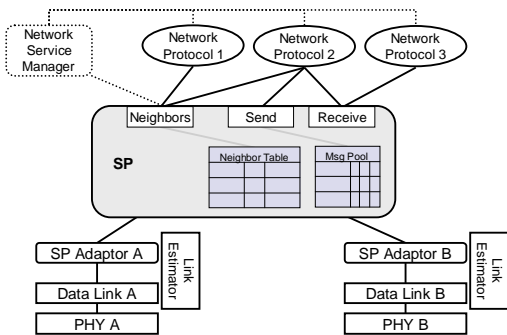 Network
Service
Manager
Network
Protocol 1
Network
Protocol 2
Network
Protocol 3
Neighbors
Send
Receive
SP
Neighbor Table
Msg Pool
SP Adaptor A
Link
Estimator
Data Link A
PHY A
SP Adaptor B
Link
Estimator
Data Link B
PHY B